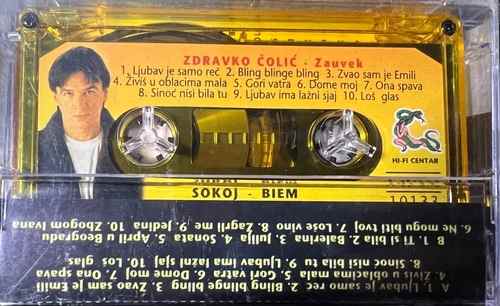 ZDRAVKO ČOLIĆ - Zauvek
1. Ljubav je samo reč 2. Bling blinge bling 3. Zvao sam je Emili
4. Živiš u oblacima mala 5. Gori vatra 6. Dome moj 7. Ona spava
8. Sinoć nisi bila tu 9. Ljubav ima lažni sjaj 10. Loš glas
HI-FI CENTAR
SOKOJ - BIEM
10133
A 1. Ljubav je samo reč 2. Bling blinge bling 3. Zvao sam je Emili
4. Živiš u oblacima mala 5. Gori vatra 6. Dome moj 7. Ona spava
8. Sinoć nisi bila tu 9. Ljubav ima lažni sjaj 10. Loš glas
B 1. Ti si bila 2. Balerina 3, julija, 4. Sonata 5. April u Beogradu
6. Ne mogu biti tvoj 7. Loše vino 8. Zagrli me 9. Jedina 10. Zbogom Ivana